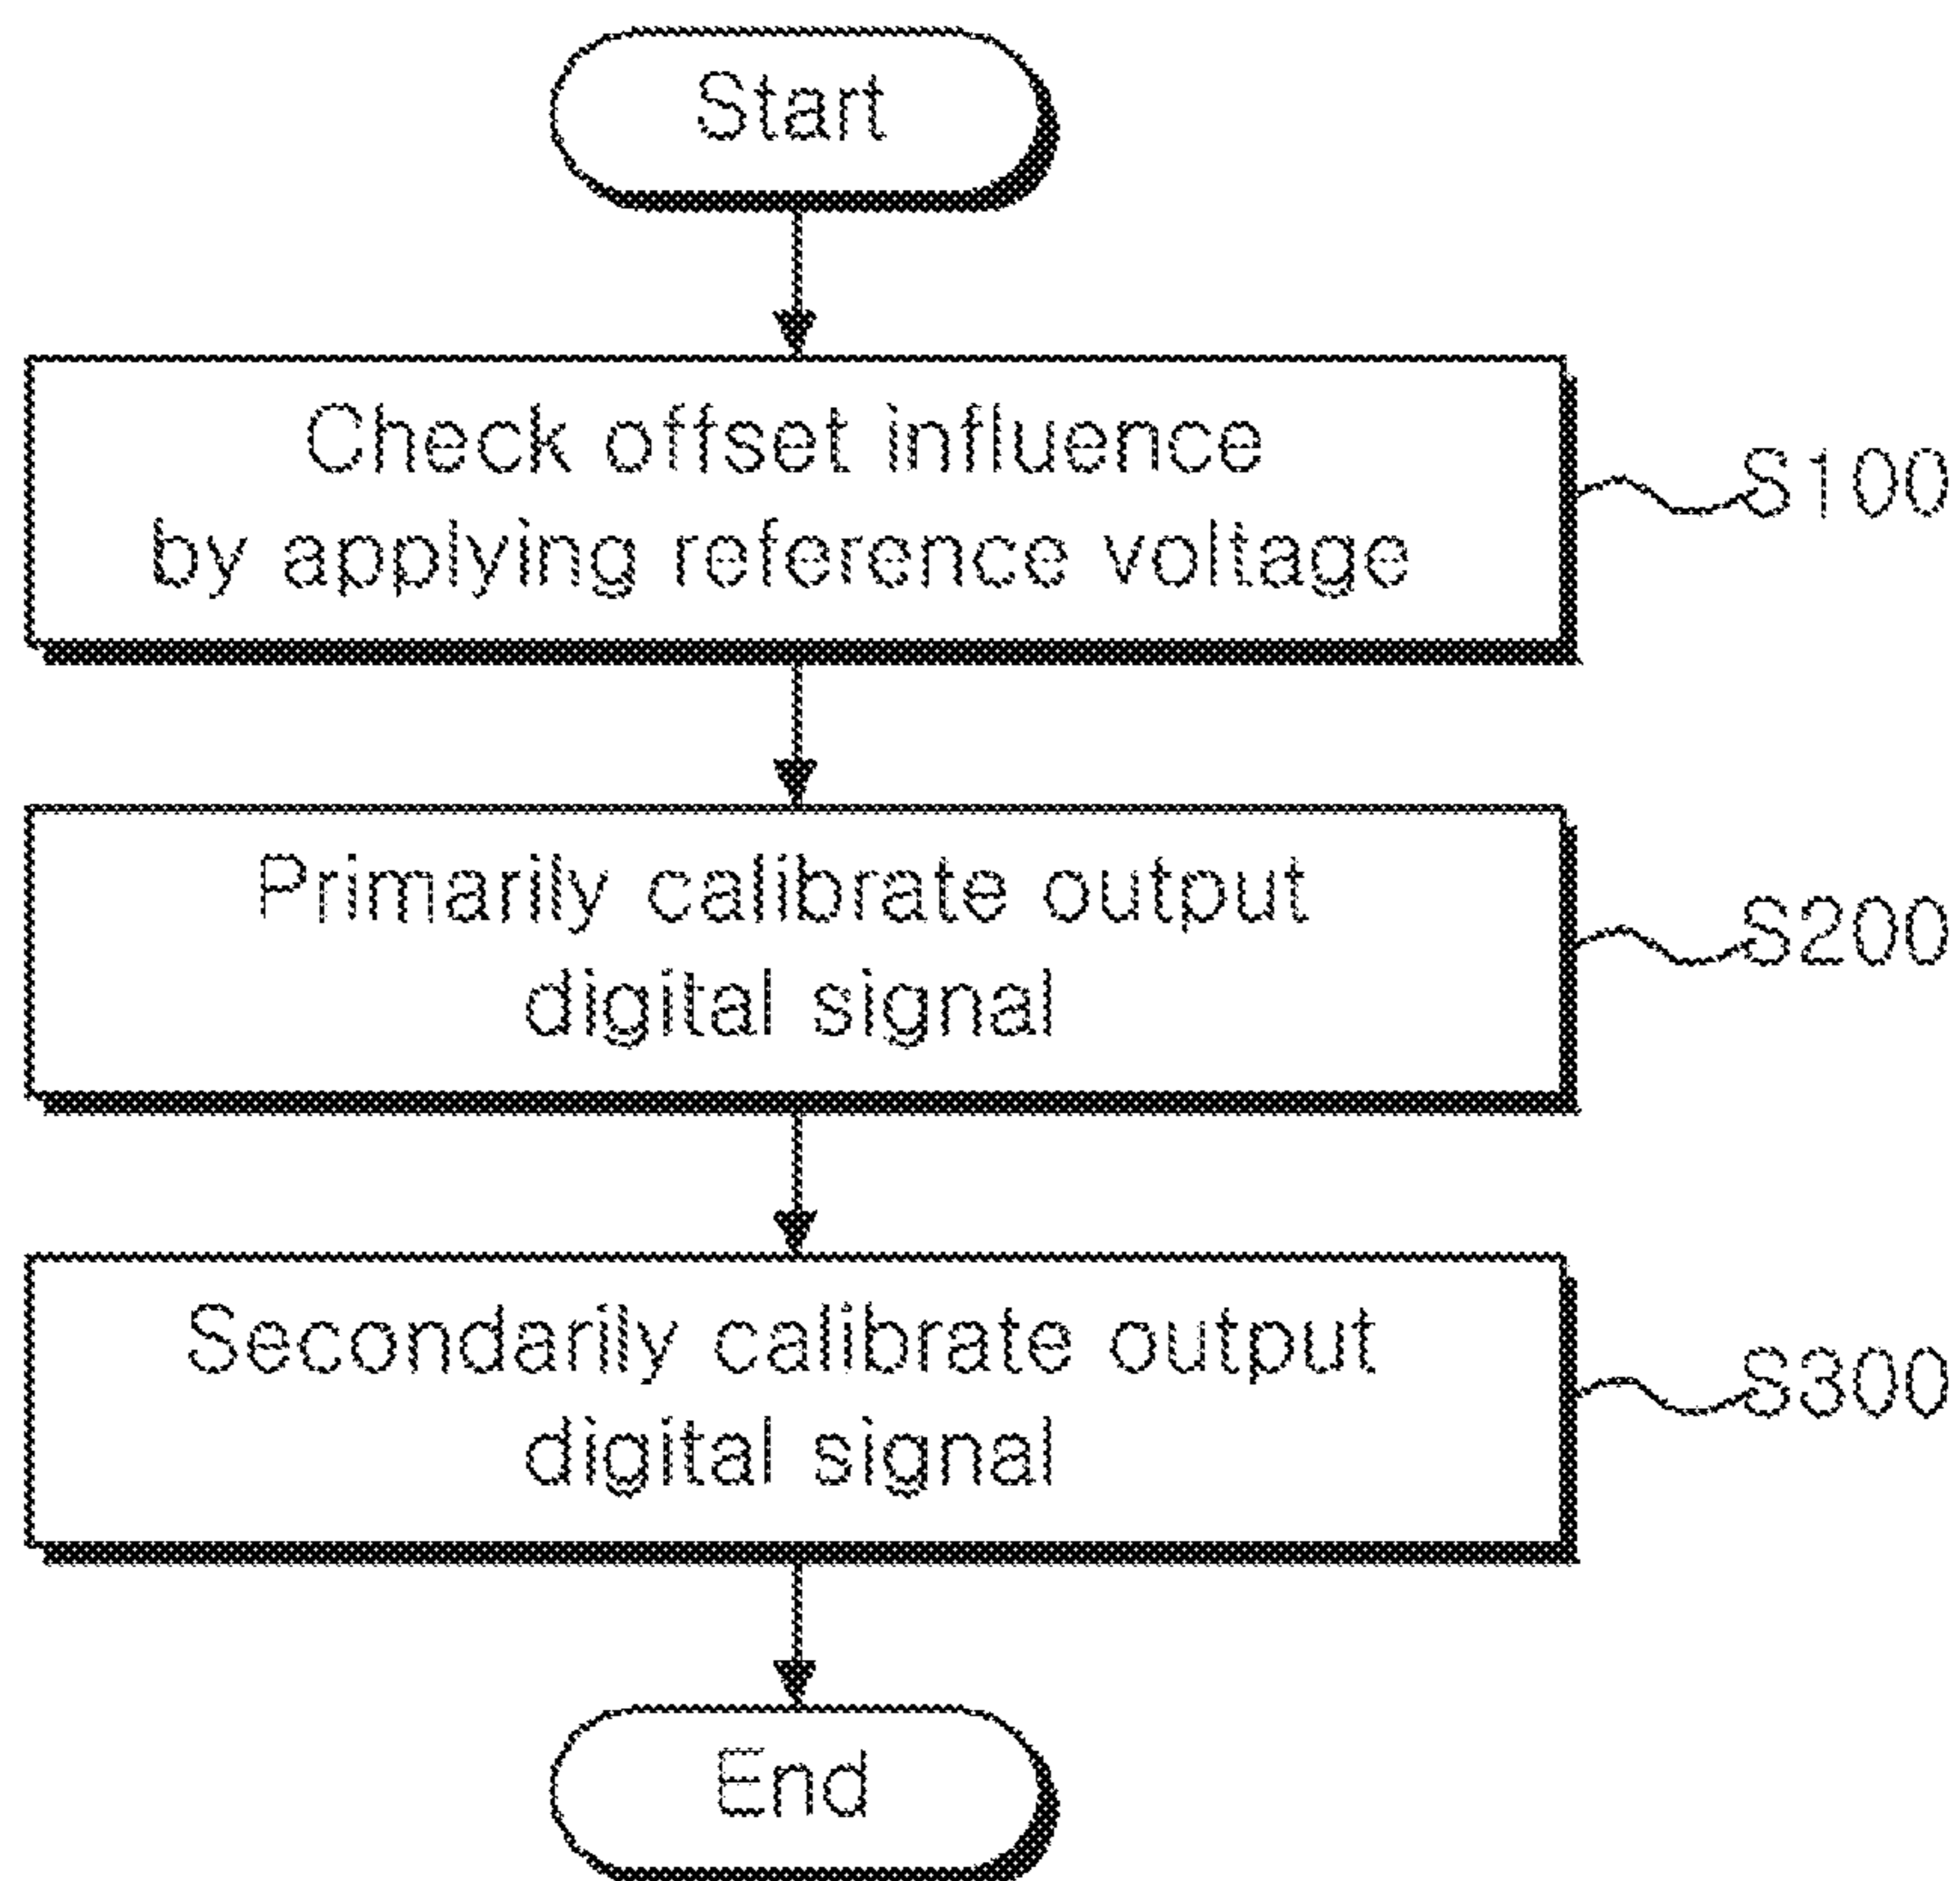 Start
Check offset influence
by applying reference voltage
S100
Primarily calibrate output
digital signal
S200
Secondarily calibrate output
digital signal
S300
End